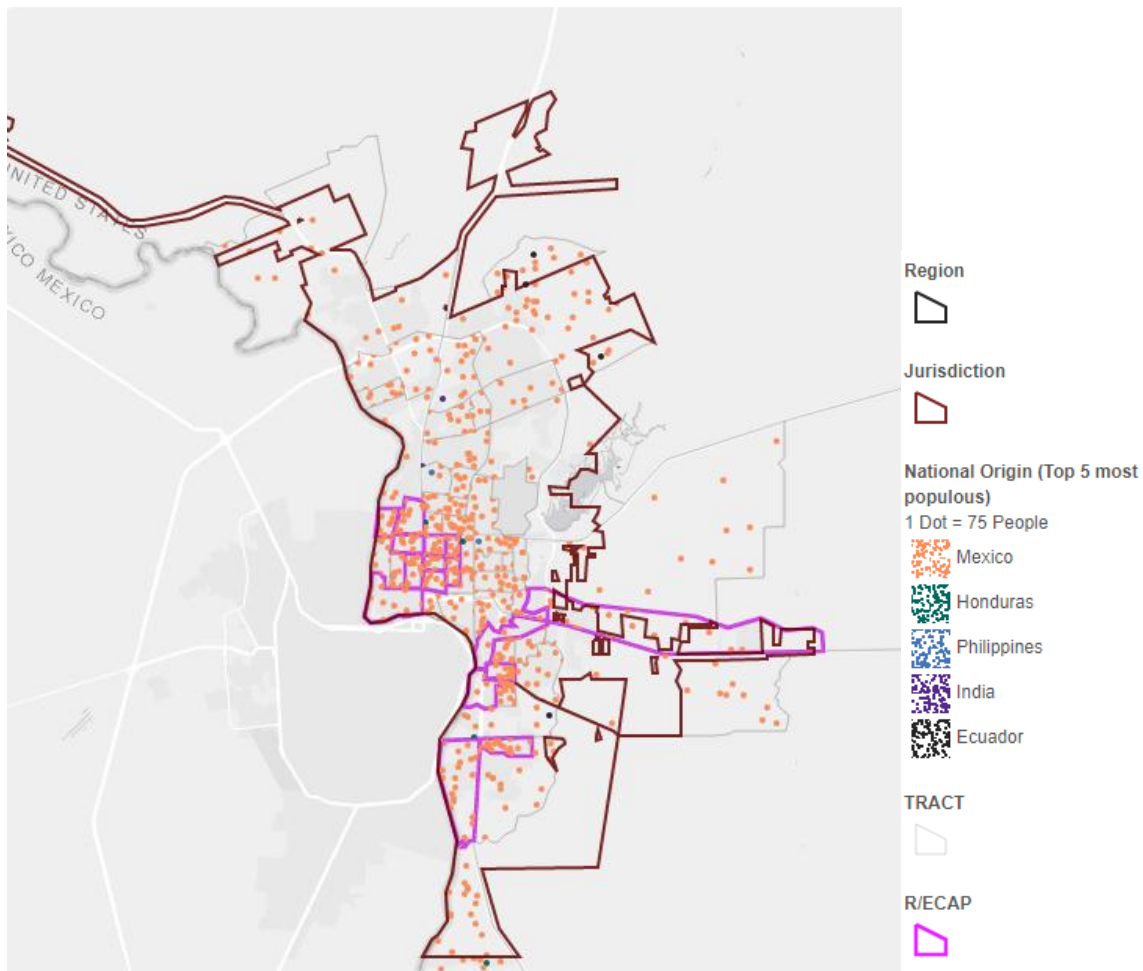 UNITED STATES
MEXICO MEXICO
Region
Jurisdiction
National Origin (Top 5 most
populous)
1 Dot = 75 People
Mexico
Honduras
Philippines
India
Ecuador
TRACT
R/ECAP